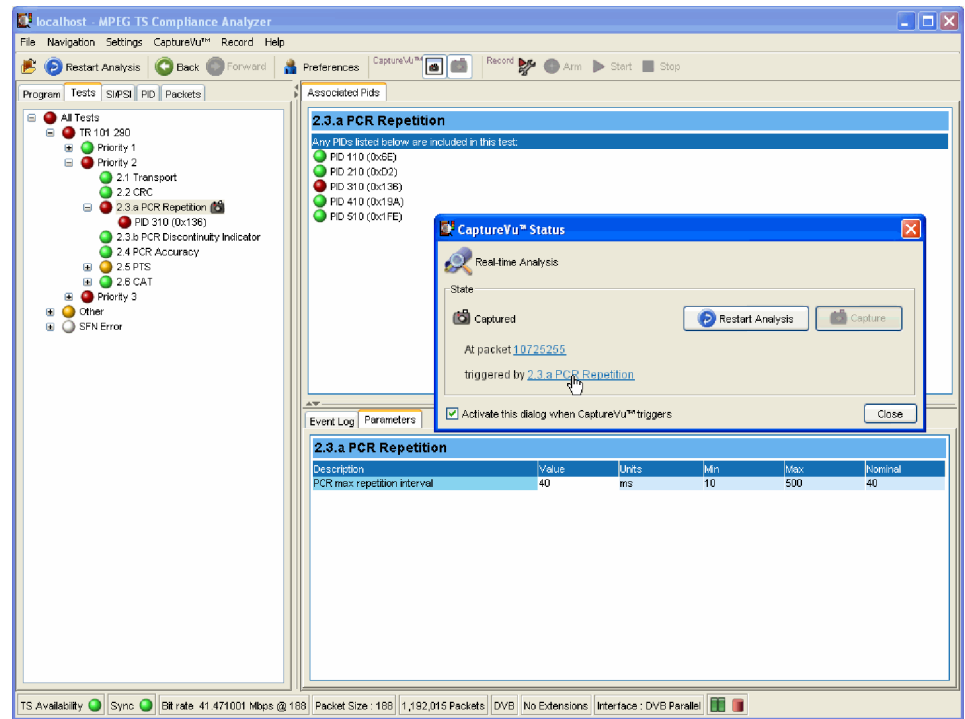 localhost - MPEG TS Compliance Analyzer
File Navigation Settings CaptureVu™ Record Help
Restart Analysis Back Forward Preferences CaptureVu™ Record Arm Start Stop
Program Tests SI/PSI PID Packets
All Tests
TR 101 290
Priority 1
Priority 2
2.1 Transport
2.2 CRC
2.3.a PCR Repetition
PID 310 (0x136)
2.3.b PCR Discontinuity Indicator
2.4 PCR Accuracy
2.5 PTS
2.6 CAT
Priority 3
Other
SFN Error
Associated Pids
2.3.a PCR Repetition
Any PIDs listed below are included in this test:
PID 110 (0x6E)
PID 210 (0xD2)
PID 310 (0x136)
PID 410 (0x19A)
PID 510 (0x1FE)
CaptureVu™ Status
Real-time Analysis
State
Captured
Restart Analysis Capture
At packet 10725255
triggered by 2.3.a PCR Repetition
Activate this dialog when CaptureVu™ triggers
Close
Event Log Parameters
2.3.a PCR Repetition
Description Value Units Min Max Nominal
PCR max repetition interval 40 ms 10 500 40
TS Availability Sync Bit rate 41.471001 Mbps @ 188 Packet Size : 188 1,192,015 Packets DVB No Extensions Interface : DVB Parallel